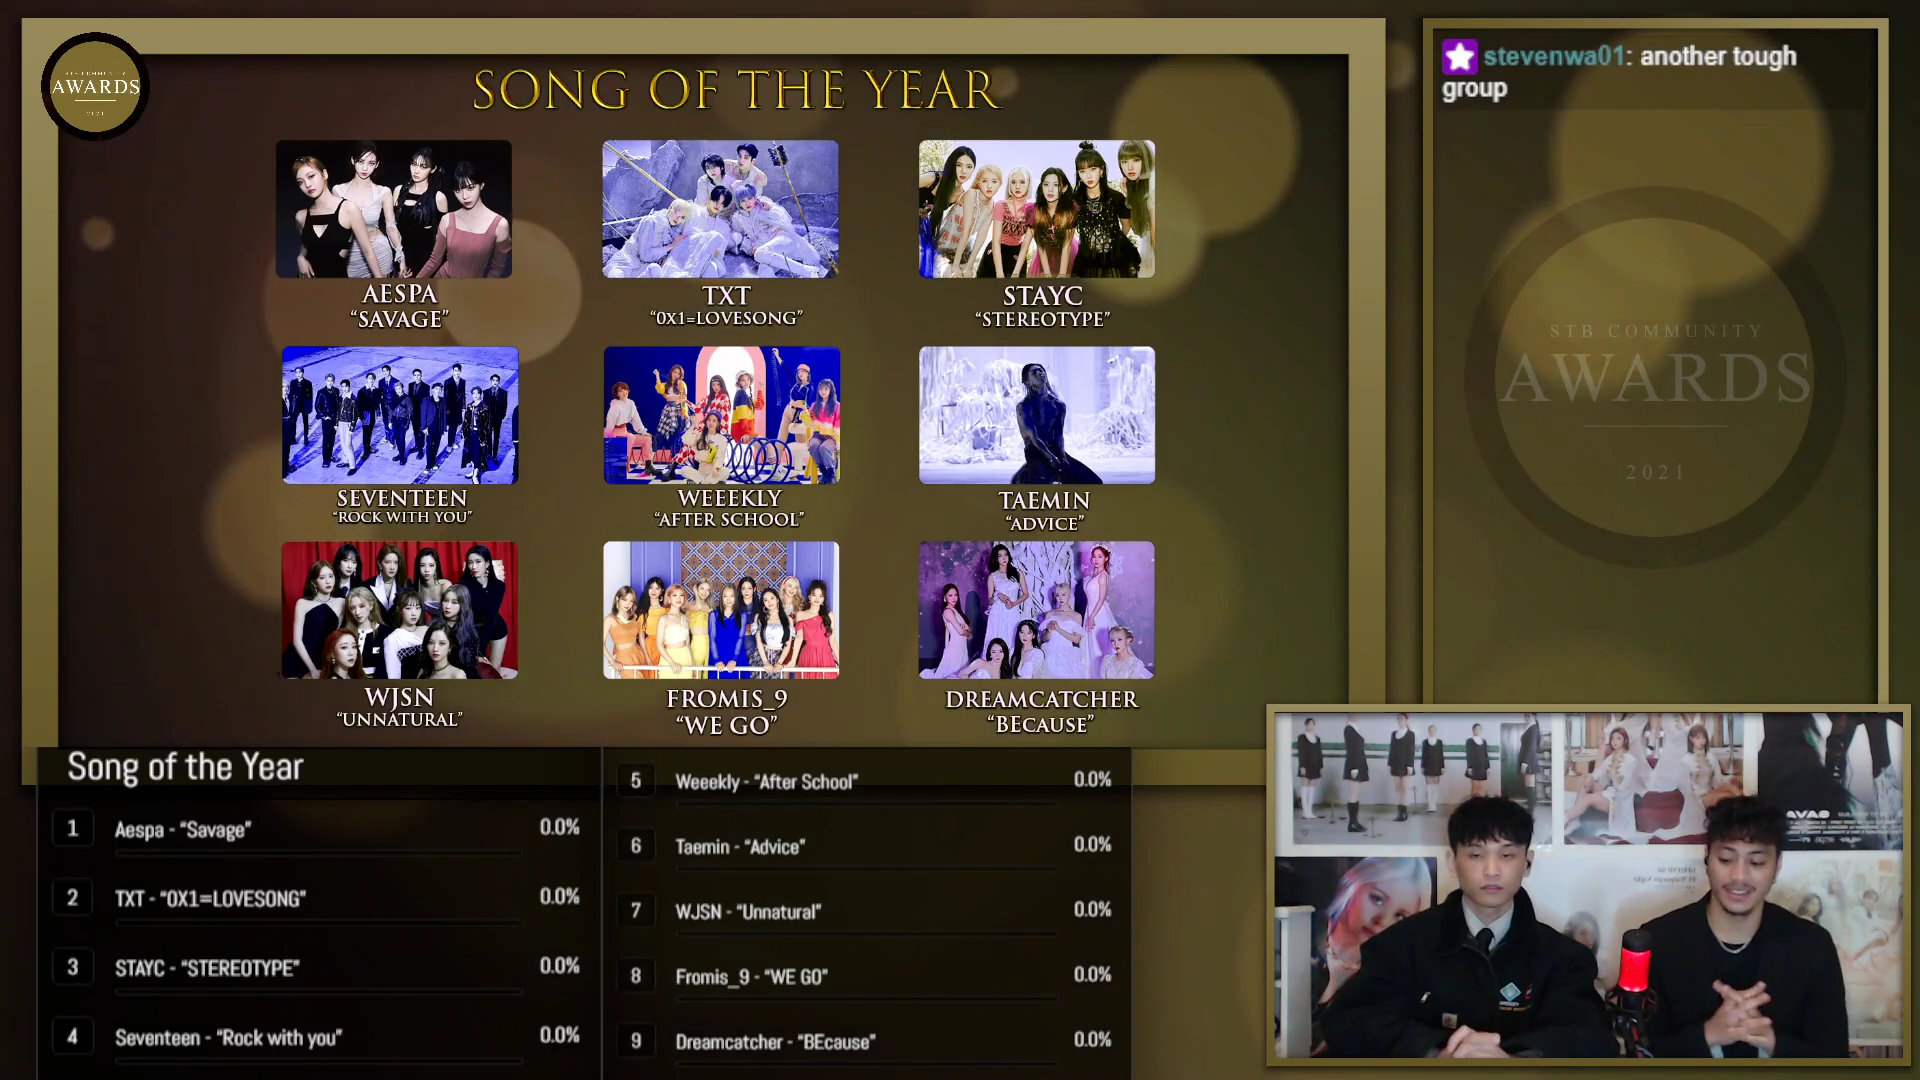 STB COMMUNITY
AWARDS
2021
SONG OF THE YEAR
AESPA
“SAVAGE”
TXT
“0X1=LOVESONG”
STAYC
“STEREOTYPE”
SEVENTEEN
“ROCK WITH YOU”
WEEEKLY
“AFTER SCHOOL”
TAEMIN
“ADVICE”
WJSN
“UNNATURAL”
FROMIS_9
“WE GO”
DREAMCATCHER
“BECAUSE”
Song of the Year
1 Aespa - “Savage” 0.0%
2 TXT - “0X1=LOVESONG” 0.0%
3 STAYC - “STEREOTYPE” 0.0%
4 Seventeen - “Rock with you” 0.0%
5 Weeekly - “After School” 0.0%
6 Taemin - “Advice” 0.0%
7 WJSN - “Unnatural” 0.0%
8 Fromis_9 - “WE GO” 0.0%
9 Dreamcatcher - “BEcause” 0.0%
stevenwa01: another tough
group
STB COMMUNITY
AWARDS
2021